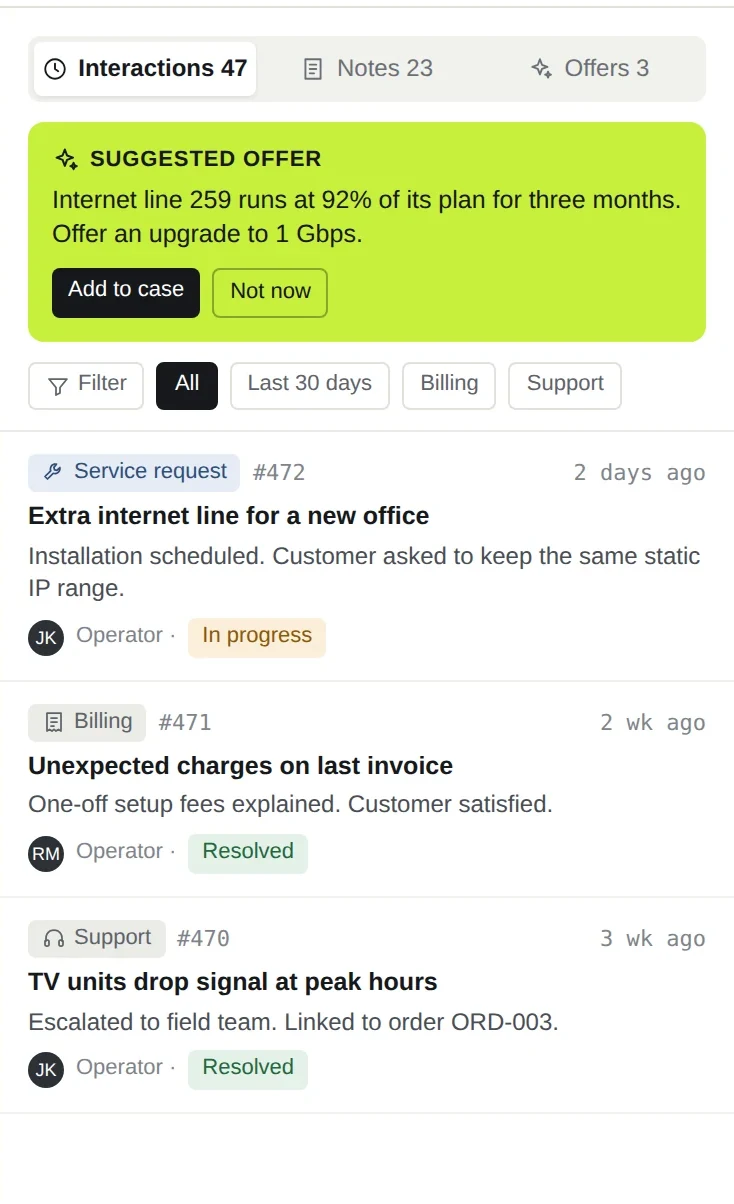 Interactions 47
Notes 23
Offers 3
SUGGESTED OFFER
Internet line 259 runs at 92% of its plan for three months.
Offer an upgrade to 1 Gbps.
Add to case
Not now
Filter
All
Last 30 days
Billing
Support
Service request #472 2 days ago
Extra internet line for a new office
Installation scheduled. Customer asked to keep the same static
IP range.
JK Operator · In progress
Billing #471 2 wk ago
Unexpected charges on last invoice
One-off setup fees explained. Customer satisfied.
RM Operator · Resolved
Support #470 3 wk ago
TV units drop signal at peak hours
Escalated to field team. Linked to order ORD-003.
JK Operator · Resolved